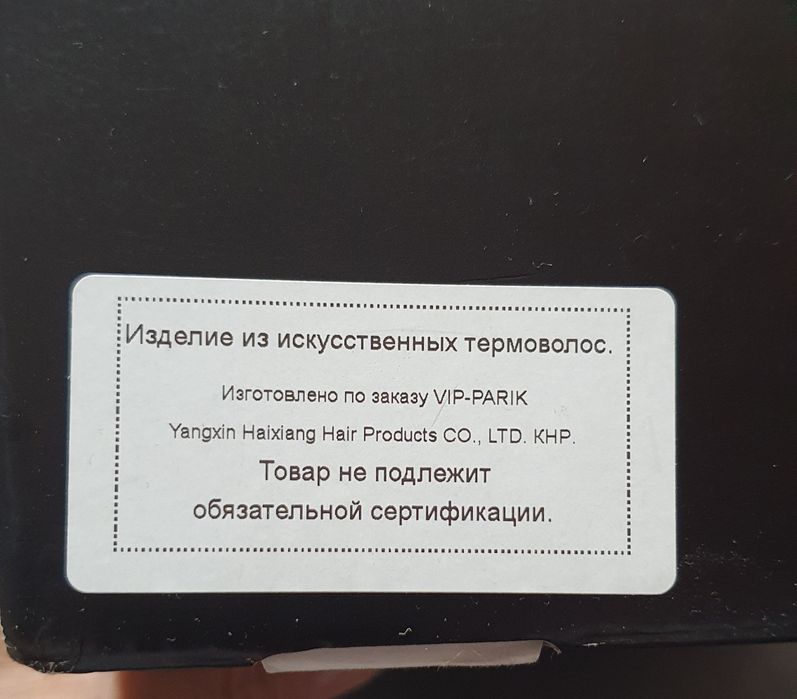 Изделие из искусственных термоволос.
Изготовлено по заказу VIP-PARIK
Yangxin Haixiang Hair Products CO., LTD. КНР.
Товар не подлежит
обязательной сертификации.